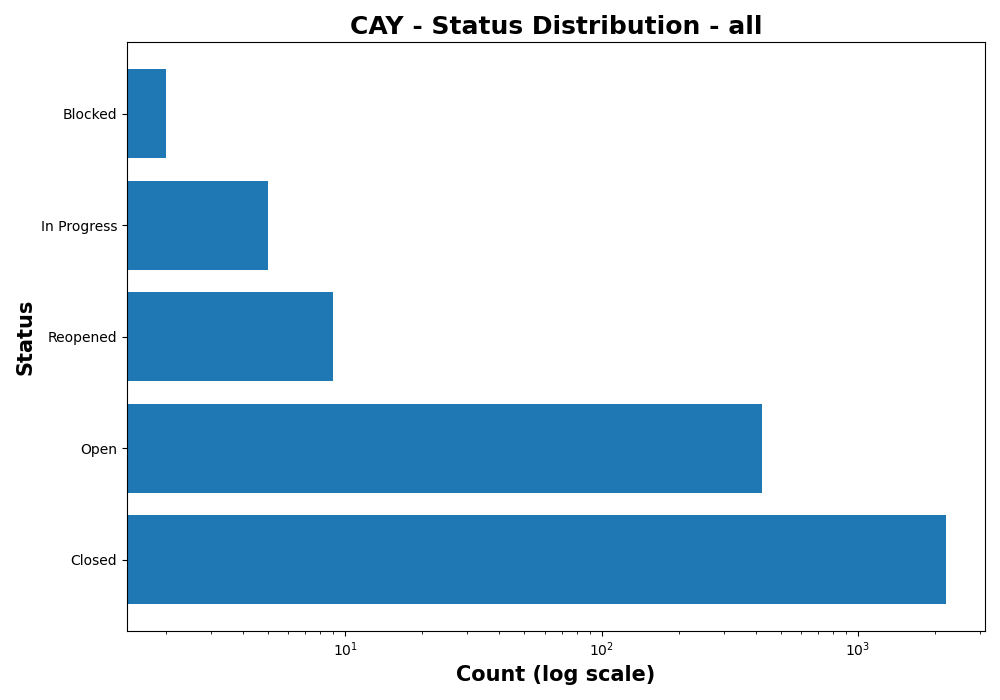 CAY - Status Distribution - all
Blocked
In Progress
Reopened
Open
Closed
Status
10¹
10²
10³
Count (log scale)